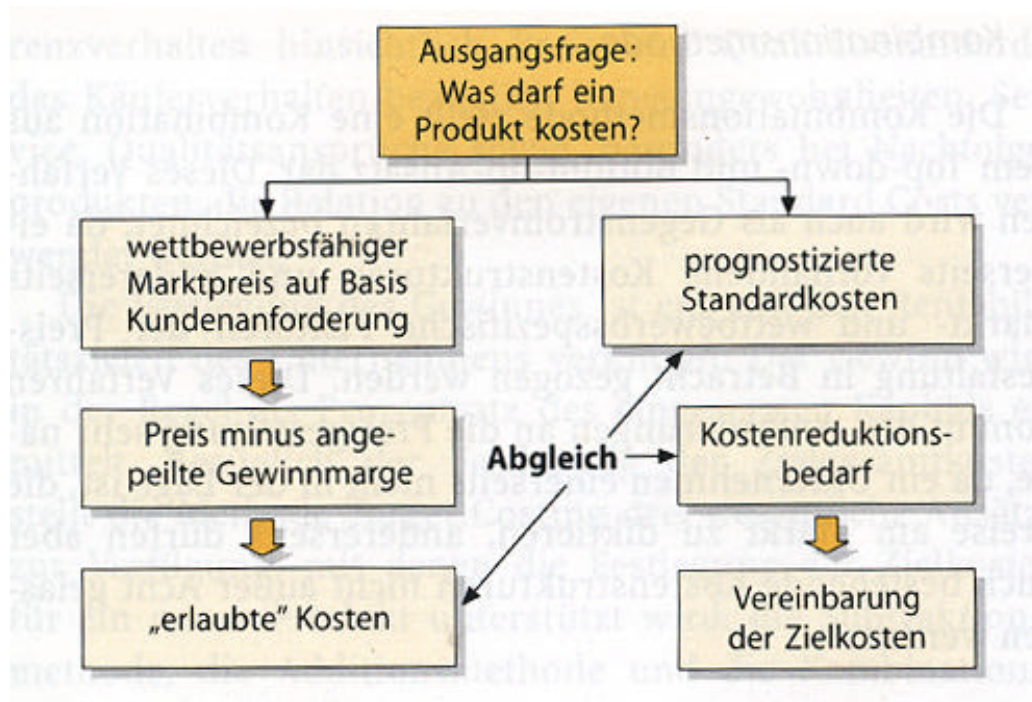 Ausgangsfrage:
Was darf ein
Produkt kosten?
wettbewerbsfähiger
Marktpreis auf Basis
Kundenanforderung
prognostizierte
Standardkosten
Preis minus ange-
peilte Gewinnmarge
Abgleich
Kostenreduktions-
bedarf
„erlaubte” Kosten
Vereinbarung
der Zielkosten